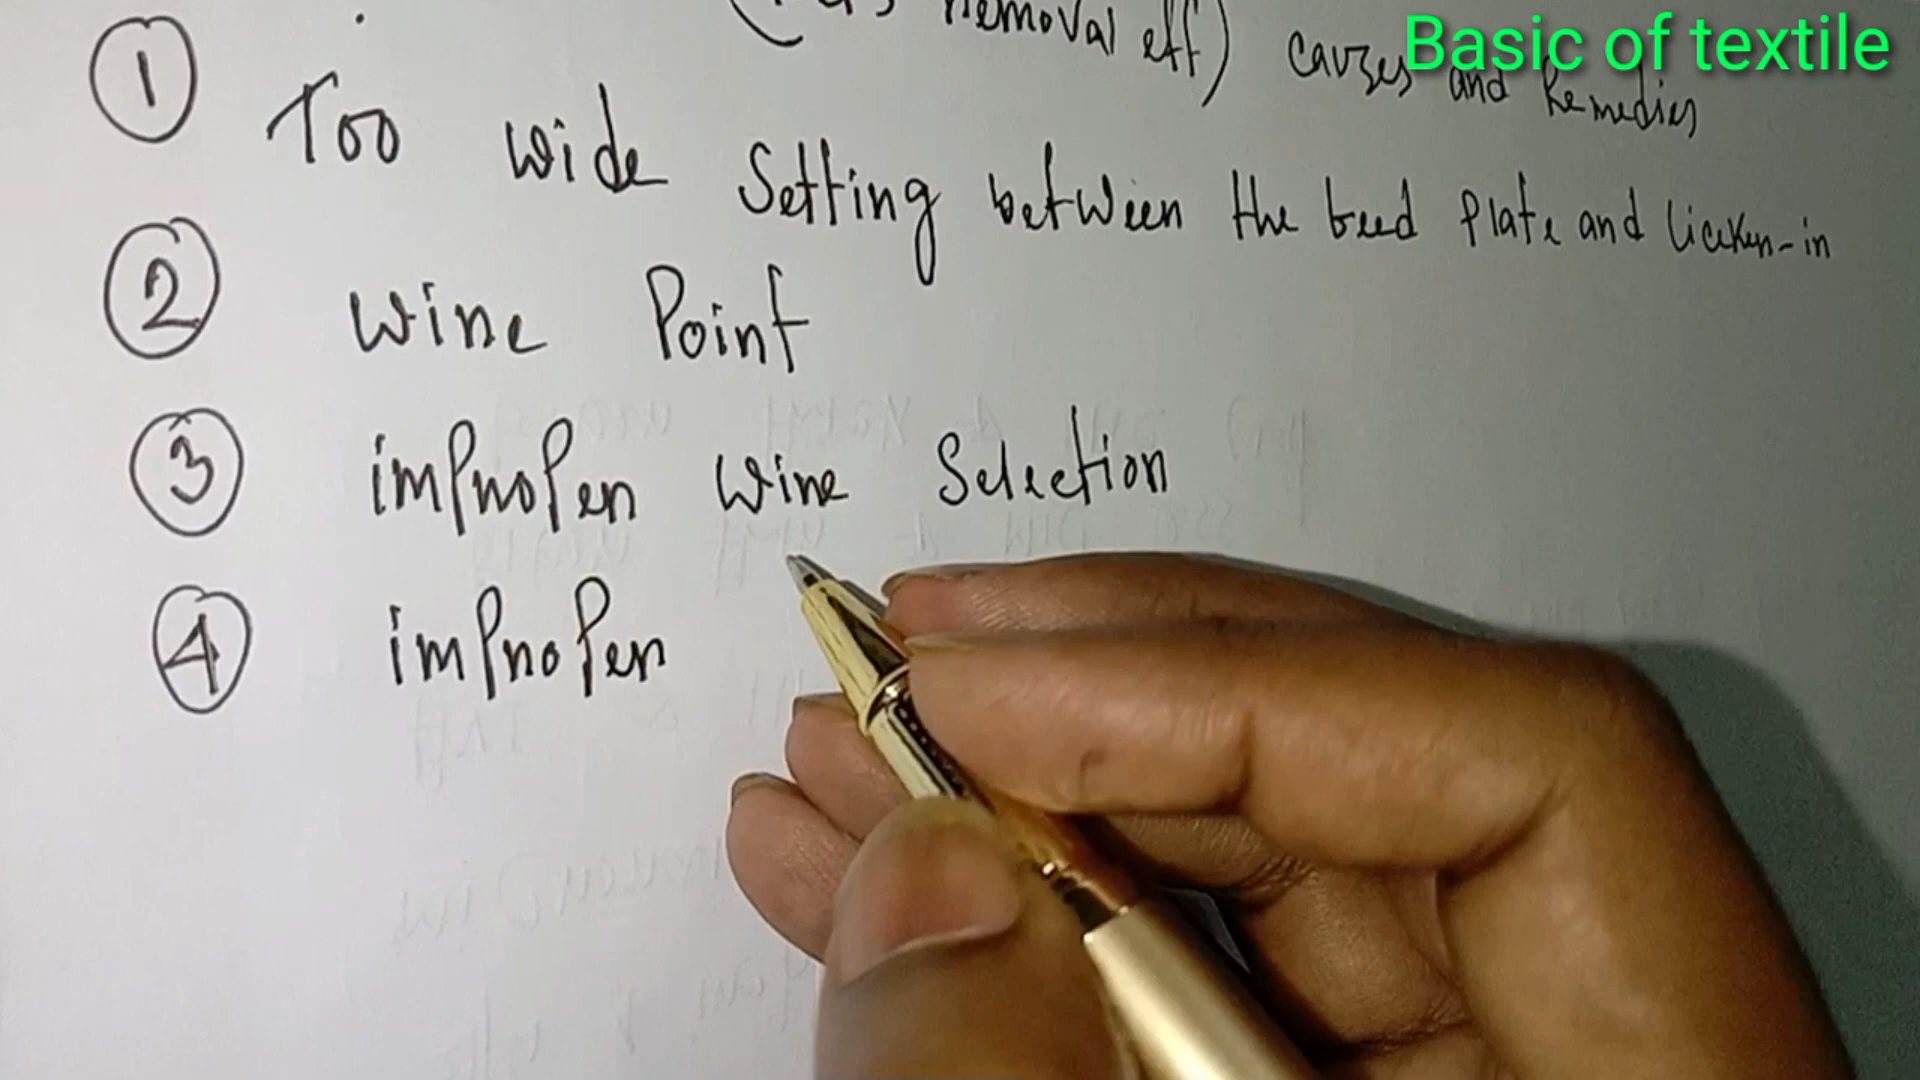 Removal eff) causes and Remedies
Basic of textile
① Too wide Setting between the feed Plate and Licker-in
② Wire Point
③ improper wire Selection
④ improper